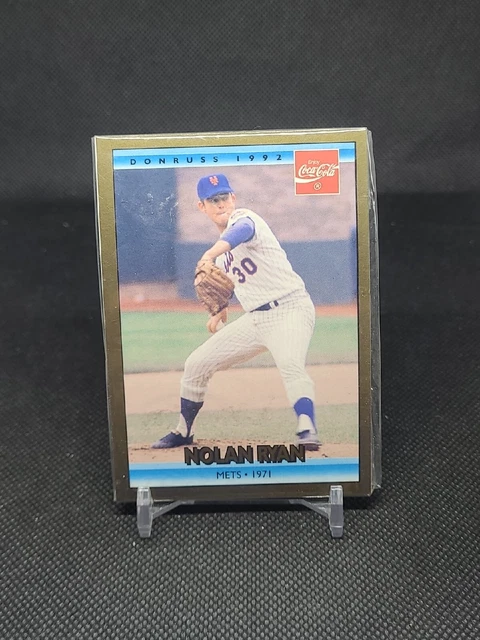 DONRUSS 1992
Enjoy
Coca-Cola
30
NOLAN RYAN
METS • 1971